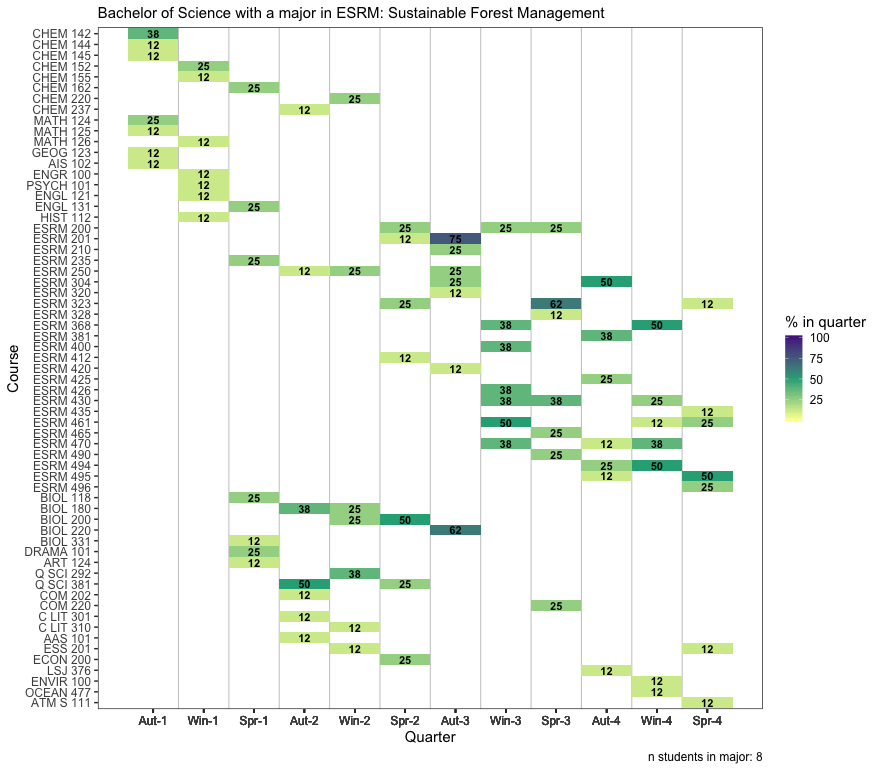 Bachelor of Science with a major in ESRM: Sustainable Forest Management
CHEM 142 38
CHEM 144 12
CHEM 145 12
CHEM 152 25
CHEM 155 12
CHEM 162 25
CHEM 220 25
CHEM 237 12
MATH 124 25
MATH 125 12
MATH 126 12
GEOG 123 12
AIS 102 12
ENGR 100 12
PSYCH 101 12
ENGL 121 12
ENGL 131 25
HIST 112 12
ESRM 200 25 25 25
ESRM 201 12 75
ESRM 210 25
ESRM 235 25
ESRM 250 12 25 25
ESRM 304 25 50
ESRM 320 12
ESRM 323 25 62 12
ESRM 328 12
ESRM 368 38 50
ESRM 381 38
ESRM 400 38
ESRM 412 12
ESRM 420 12
ESRM 425 25
ESRM 426 38
ESRM 430 38 38 25
ESRM 435 12
ESRM 461 50 12 25
ESRM 465 25
ESRM 470 38 12 38
ESRM 490 25
ESRM 494 25 50
ESRM 495 12 50
ESRM 496 25
BIOL 118 25
BIOL 180 38 25
BIOL 200 25 50
BIOL 220 62
BIOL 331 12
DRAMA 101 25
ART 124 12
Q SCI 292 38
Q SCI 381 50 25
COM 202 12
COM 220 25
C LIT 301 12
C LIT 310 12
AAS 101 12
ESS 201 12 12
ECON 200 25
LSJ 376 12
ENVIR 100 12
OCEAN 477 12
ATM S 111 12
Course
Aut-1 Win-1 Spr-1 Aut-2 Win-2 Spr-2 Aut-3 Win-3 Spr-3 Aut-4 Win-4 Spr-4
Quarter
% in quarter
100
75
50
25
n students in major: 8